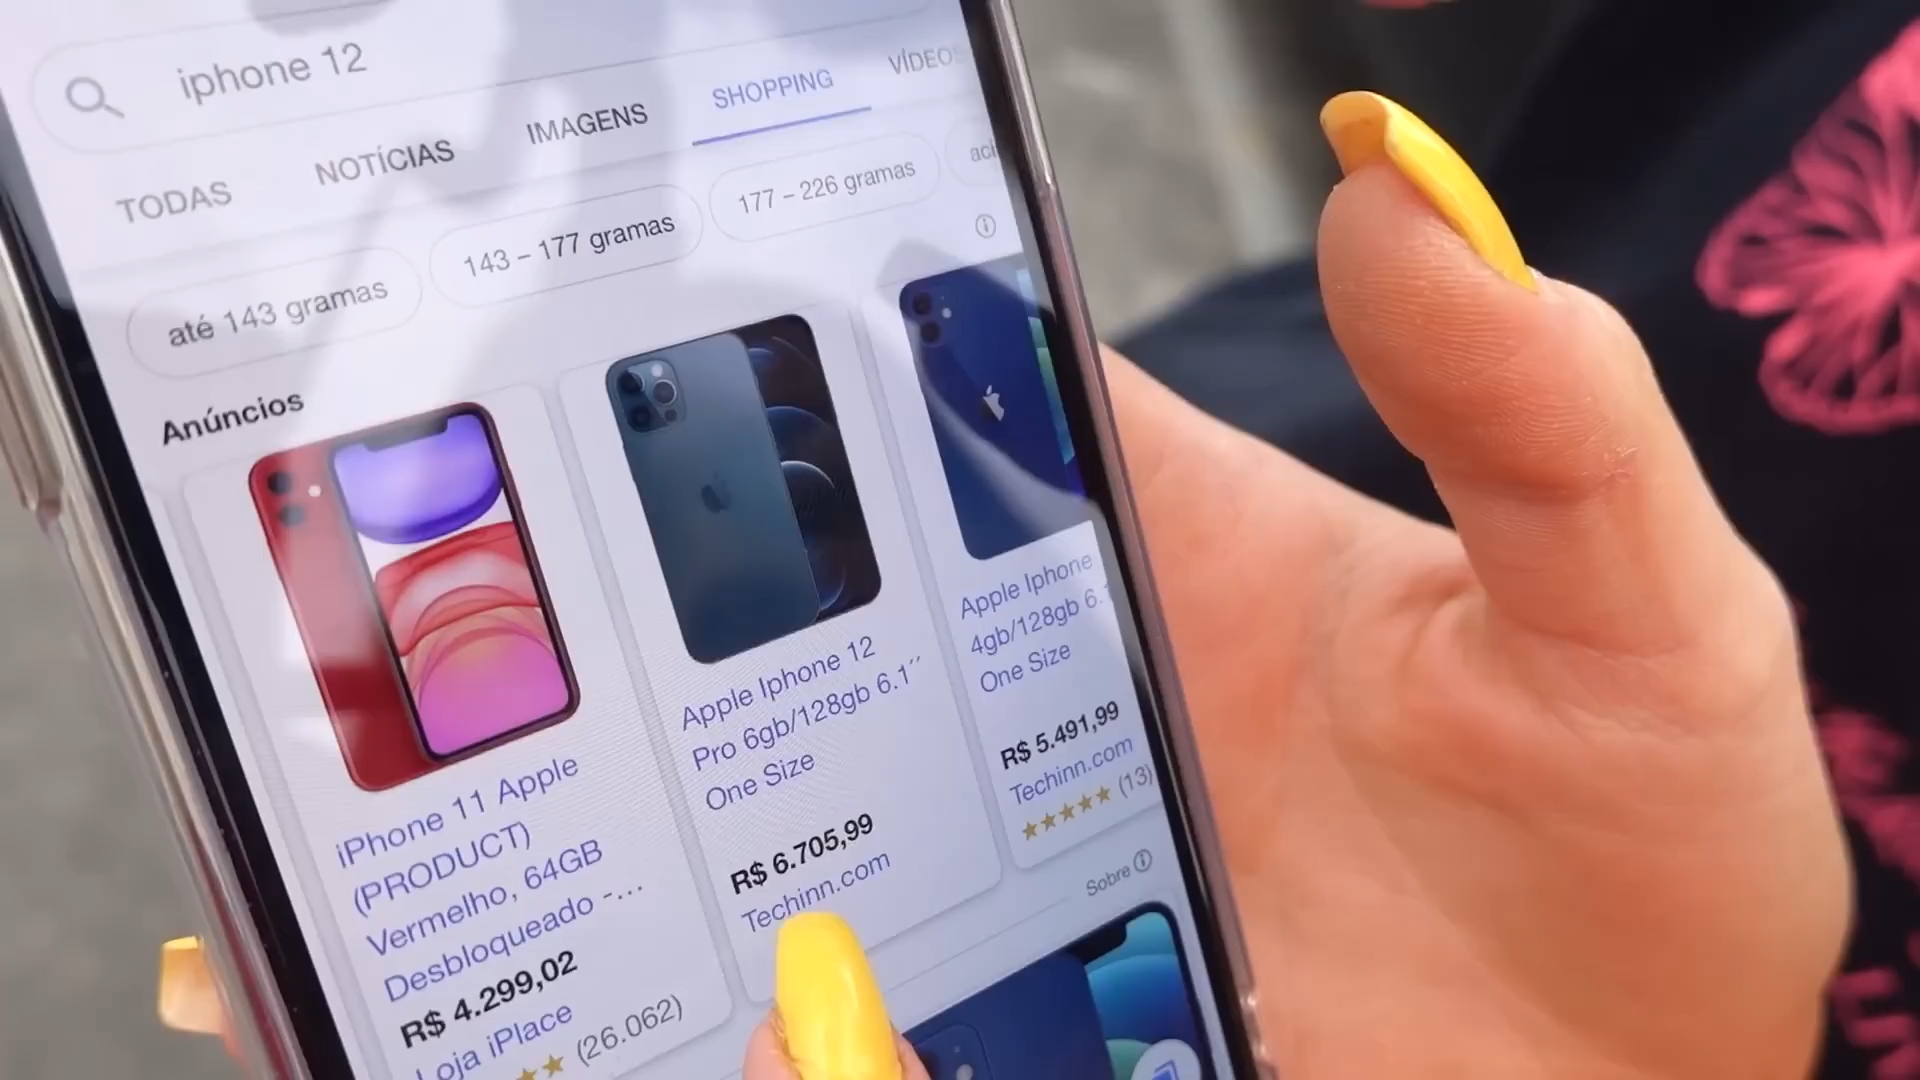 iphone 12
TODAS NOTÍCIAS IMAGENS SHOPPING VÍDEOS
até 143 gramas 143 – 177 gramas 177 – 226 gramas
Anúncios
iPhone 11 Apple
(PRODUCT)
Vermelho, 64GB
Desbloqueado -...
R$ 4.299,02
Loja iPlace
(26.062)
Apple Iphone 12
Pro 6gb/128gb 6.1´´
One Size
R$ 6.705,99
Techinn.com
Apple Iphone
4gb/128gb 6.1
One Size
R$ 5.491,99
Techinn.com
(13)
Sobre